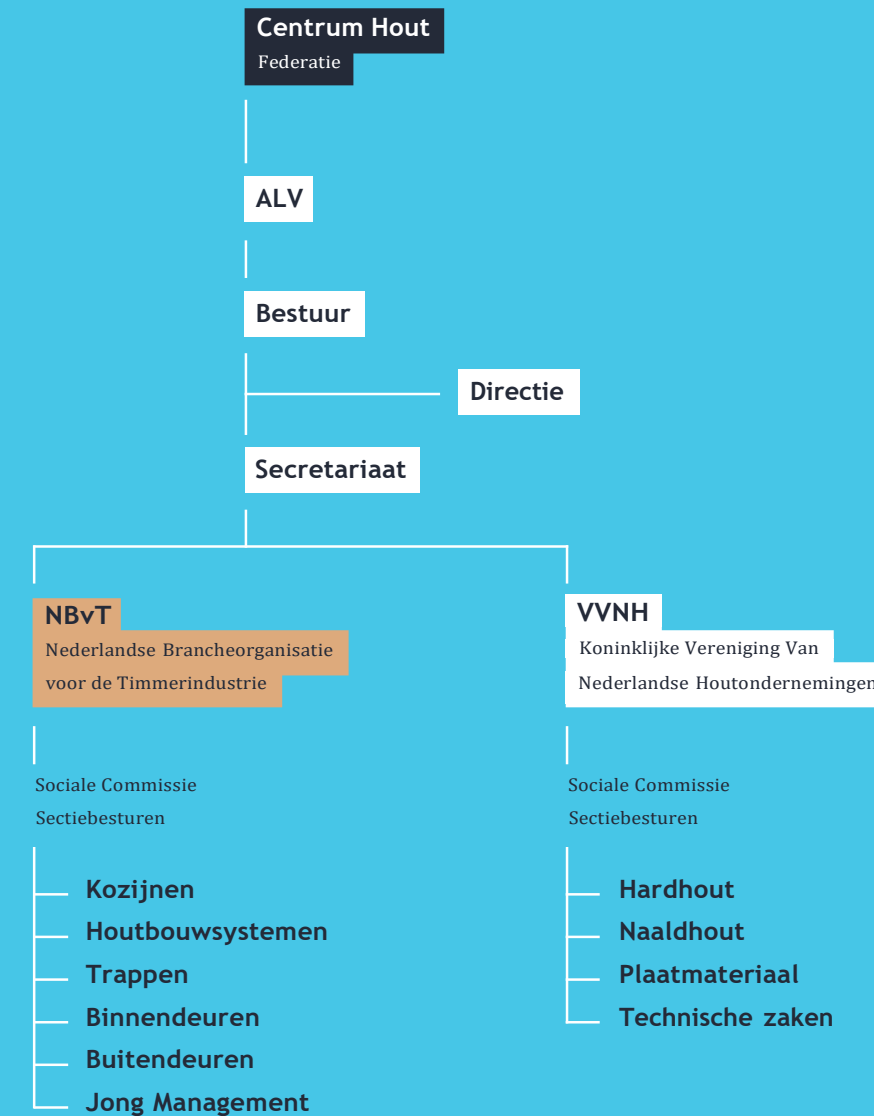 Centrum Hout
Federatie
ALV
Bestuur
Directie
Secretariaat
NBvT
Nederlandse Brancheorganisatie
voor de Timmerindustrie
VVNH
Koninklijke Vereniging Van
Nederlandse Houtondernemingen
Sociale Commissie
Sectiebesturen
Kozijnen
Houtbouwsystemen
Trappen
Binnendeuren
Buitendeuren
Jong Management
Sociale Commissie
Sectiebesturen
Hardhout
Naaldhout
Plaatmateriaal
Technische zaken